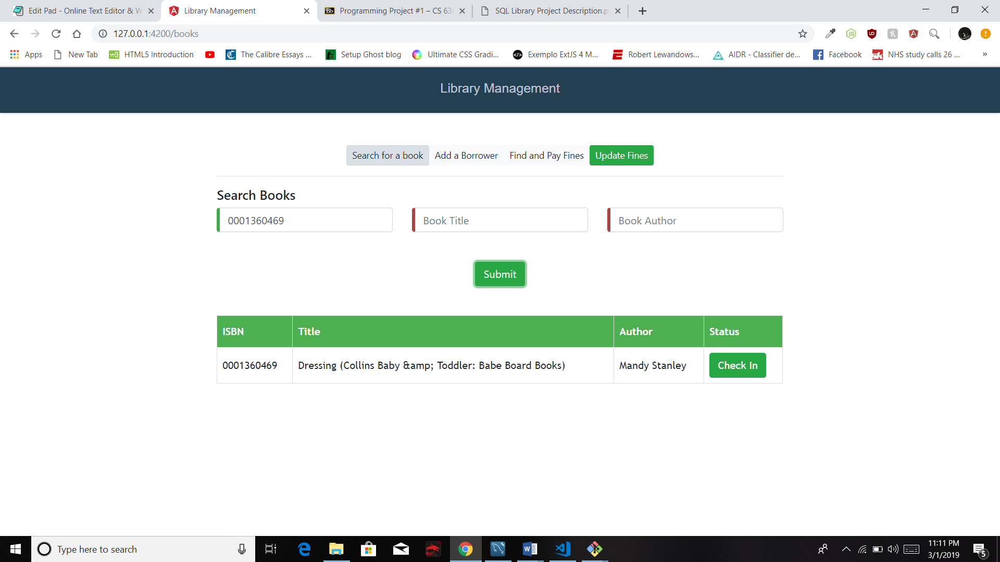 Edit Pad - Online Text Editor & W
Library Management
Programming Project #1 – CS 636
SQL Library Project Description.p
127.0.0.1:4200/books
Apps
New Tab
HTML5 Introduction
The Calibre Essays ...
Setup Ghost blog
Ultimate CSS Gradi...
Exemplo ExtJS 4 M...
Robert Lewandows...
AIDR - Classifier de...
Facebook
NHS study calls 26 ...
»
Library Management
Search for a book
Add a Borrower
Find and Pay Fines
Update Fines
Search Books
0001360469
Book Title
Book Author
Submit
ISBN Title Author Status
0001360469 Dressing (Collins Baby &amp; Toddler: Babe Board Books) Mandy Stanley Check In
Type here to search
11:11 PM
3/1/2019
5